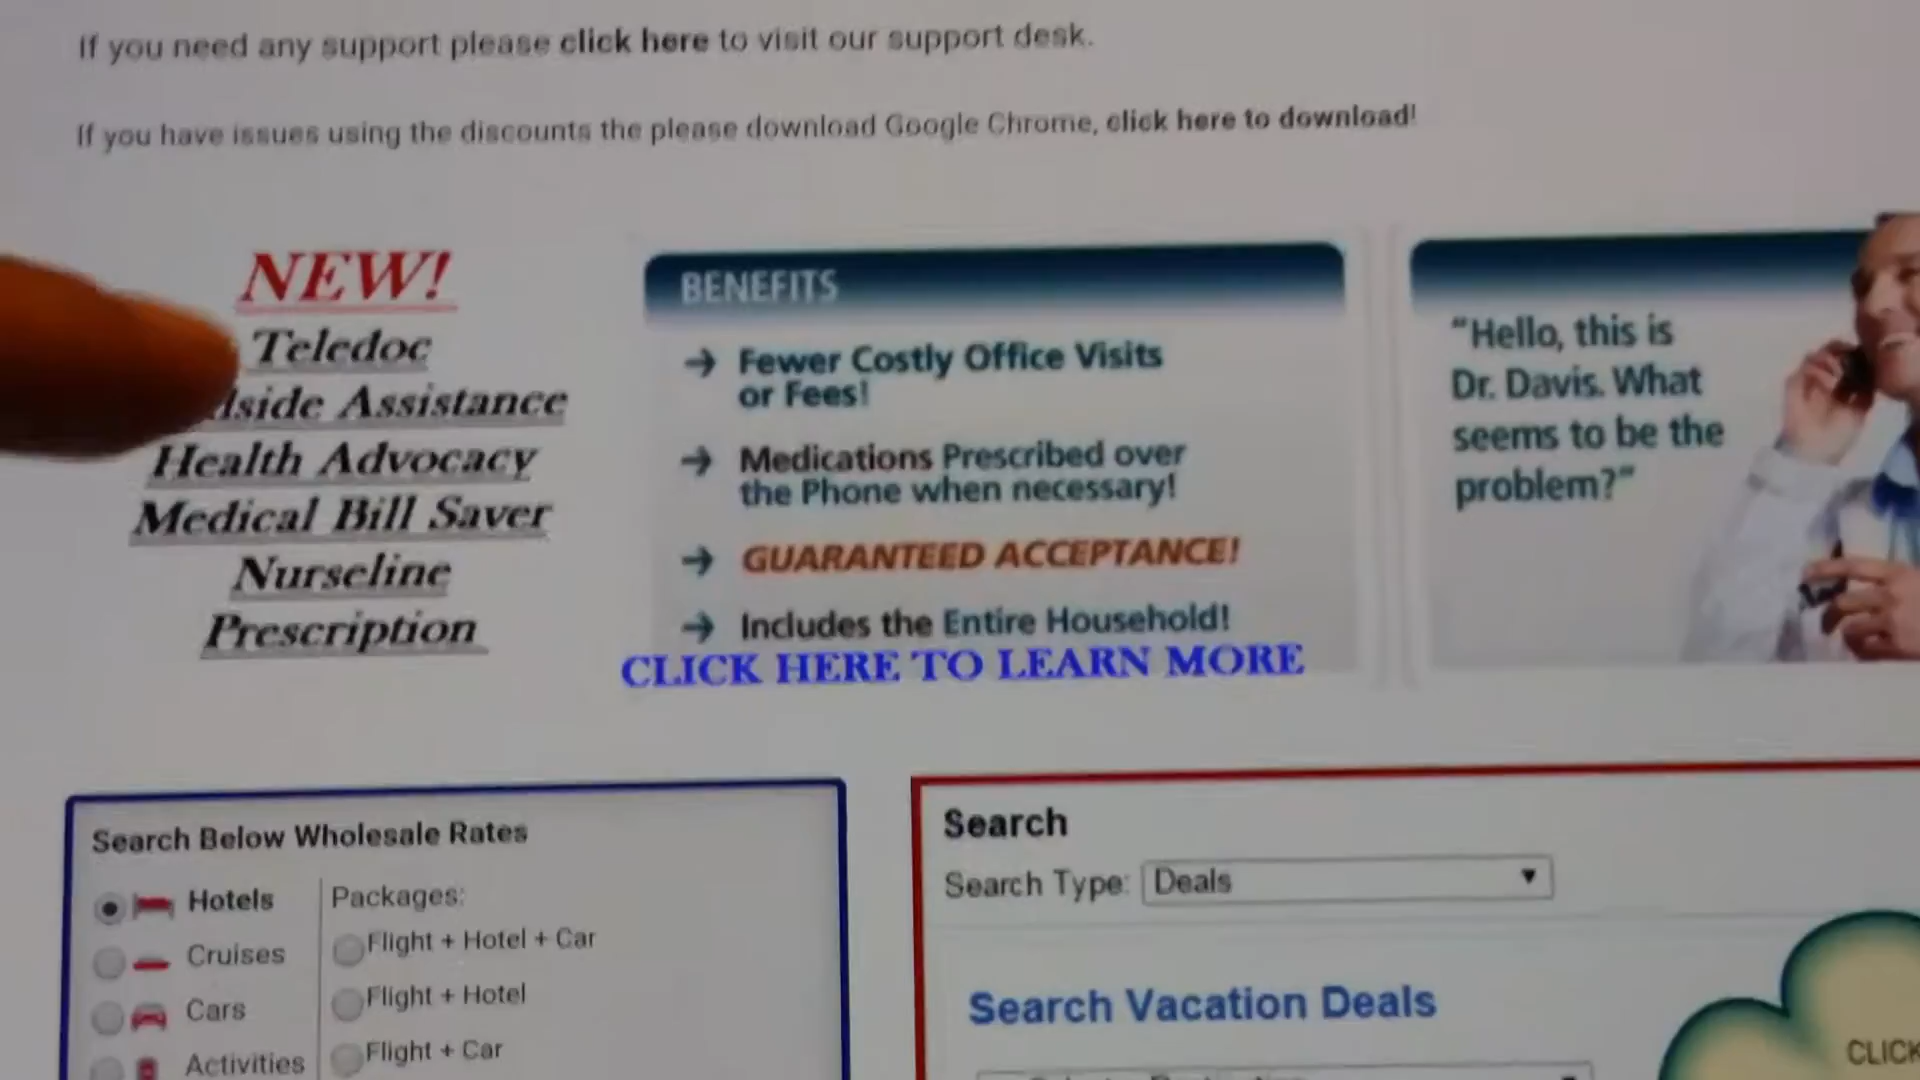 If you need any support please click here to visit our support desk.
If you have issues using the discounts the please download Google Chrome, click here to download!
NEW!
Teledoc
dside Assistance
Health Advocacy
Medical Bill Saver
Nurseline
Prescription
BENEFITS
→ Fewer Costly Office Visits
or Fees!
→ Medications Prescribed over
the Phone when necessary!
→ GUARANTEED ACCEPTANCE!
→ Includes the Entire Household!
CLICK HERE TO LEARN MORE
"Hello, this is
Dr. Davis. What
seems to be the
problem?"
Search Below Wholesale Rates
Hotels
Cruises
Cars
Activities
Packages:
Flight + Hotel + Car
Flight + Hotel
Flight + Car
Search
Search Type: Deals
Search Vacation Deals
CLICK